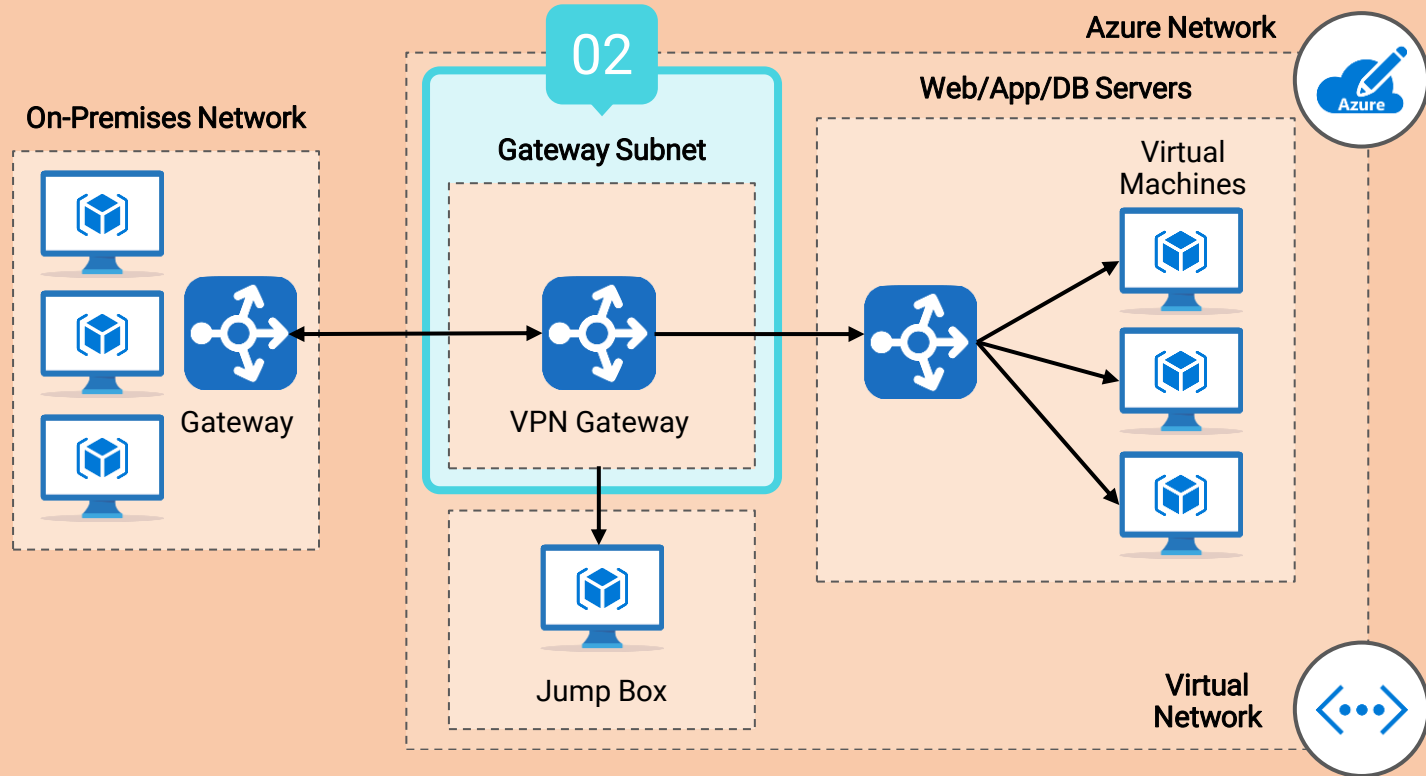 Azure Network
02
Azure
Web/App/DB Servers
On-Premises Network
Gateway Subnet
Virtual
Machines
Gateway
VPN Gateway
Jump Box
Virtual
Network